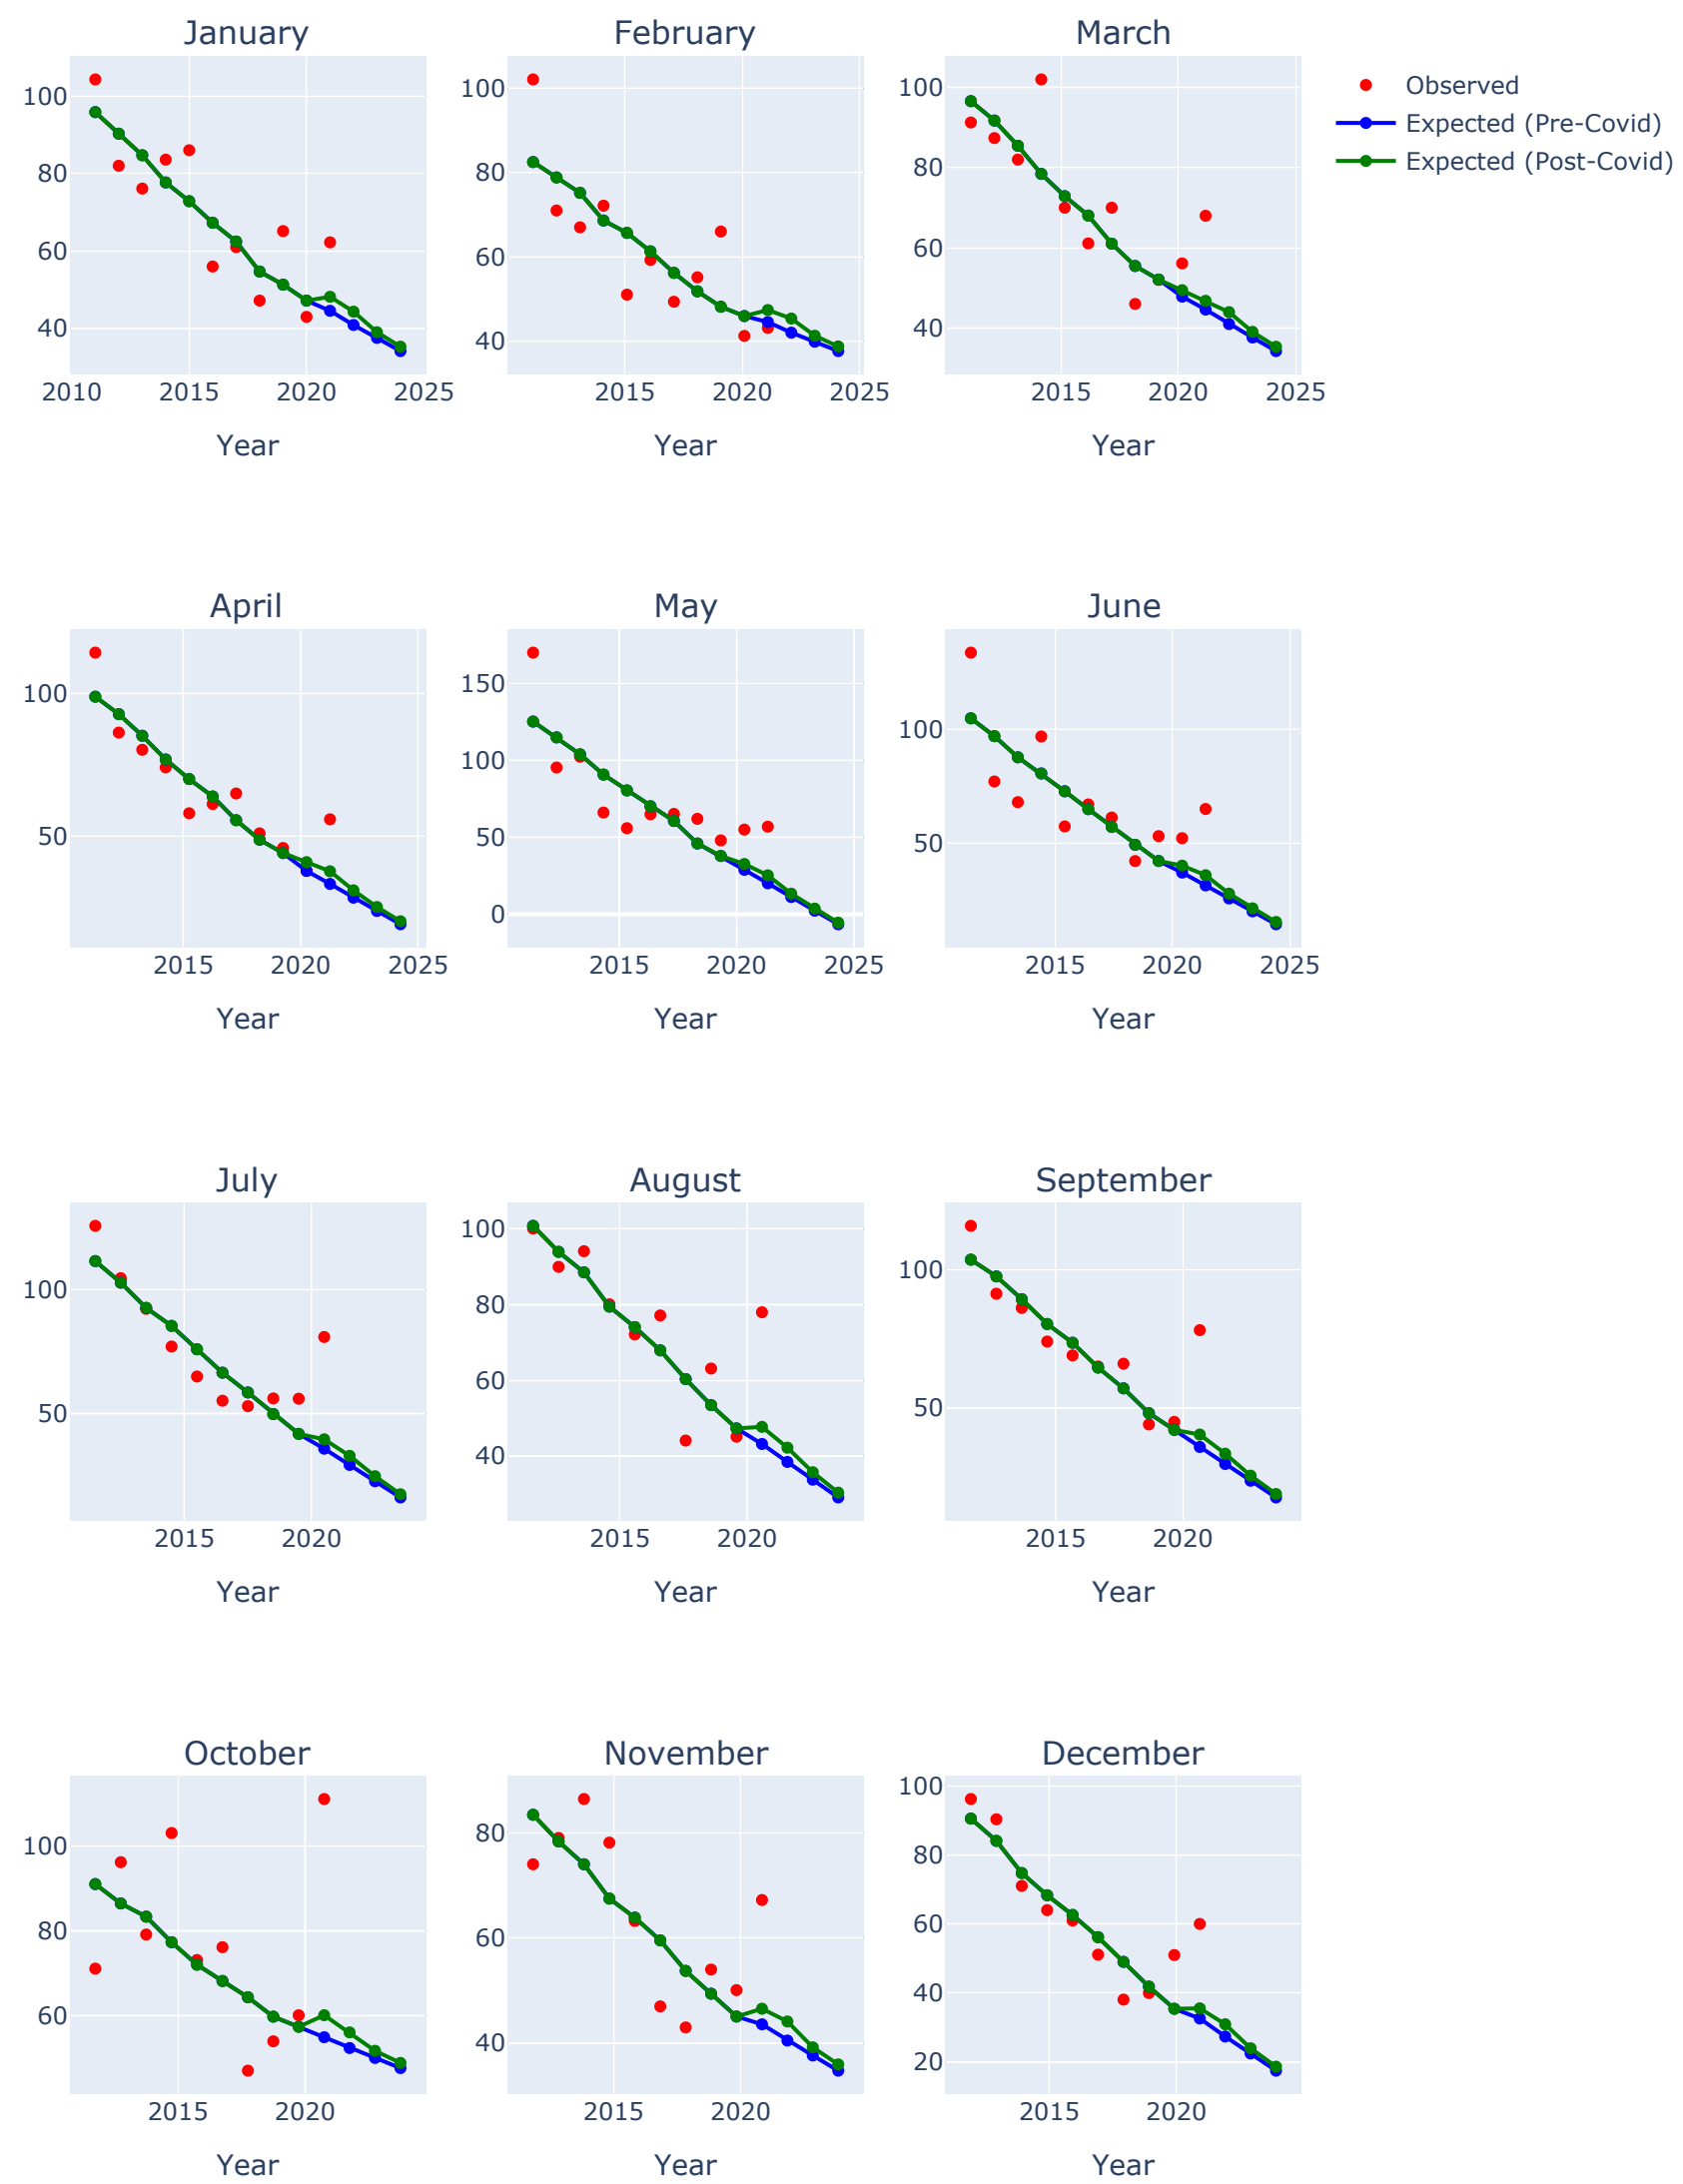 January
February
March
100
80
60
40
2010
2015
2020
2025
Year
100
80
60
40
2015
2020
2025
Year
100
80
60
40
2015
2020
2025
Year
Observed
Expected (Pre-Covid)
Expected (Post-Covid)
April
May
June
100
50
2015
2020
2025
Year
150
100
50
0
2015
2020
2025
Year
100
50
2015
2020
2025
Year
July
August
September
100
50
2015
2020
Year
100
80
60
40
2015
2020
Year
100
50
2015
2020
Year
October
November
December
100
80
60
2015
2020
Year
80
60
40
2015
2020
Year
100
80
60
40
20
2015
2020
Year